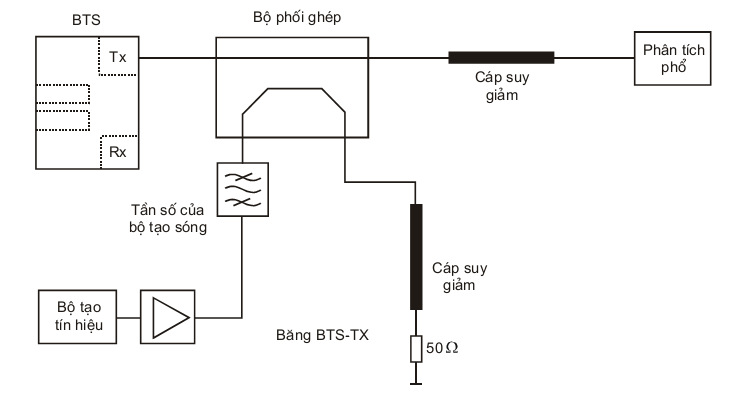 BTS
Bộ phối ghép
Tx
Phân tích
phổ
Cáp suy
giảm
Rx
Tần số của
bộ tạo sóng
Cáp suy
giảm
Bộ tạo
tín hiệu
Băng BTS-TX
50Ω